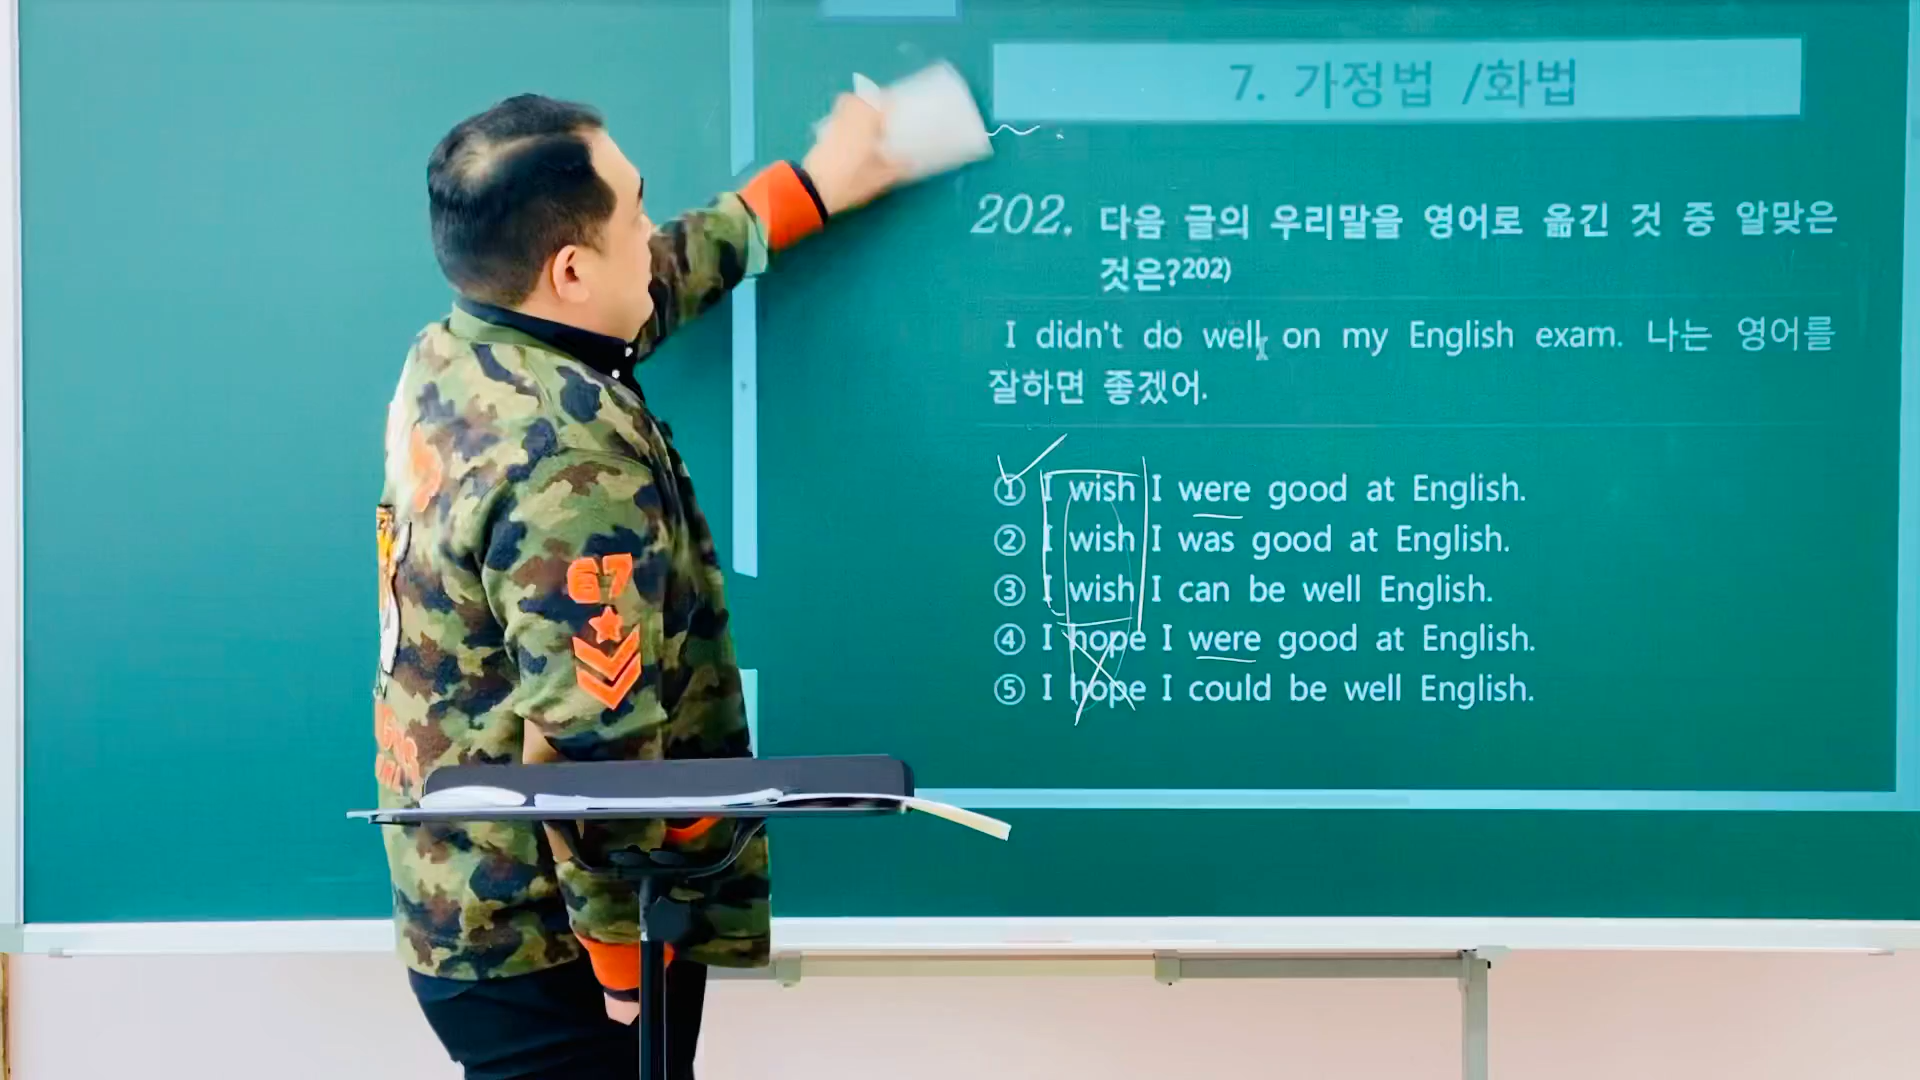 7. 가정법 /화법
202. 다음 글의 우리말을 영어로 옮긴 것 중 알맞은
것은?202)
I didn't do well on my English exam. 나는 영어를
잘하면 좋겠어.
① I wish I were good at English.
② I wish I was good at English.
③ I wish I can be well English.
④ I hope I were good at English.
⑤ I hope I could be well English.
67